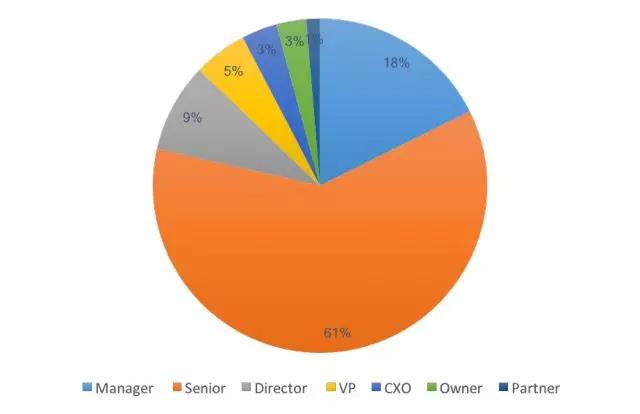 3% 3% 1%
18%
5%
9%
61%
Manager Senior Director VP CXO Owner Partner